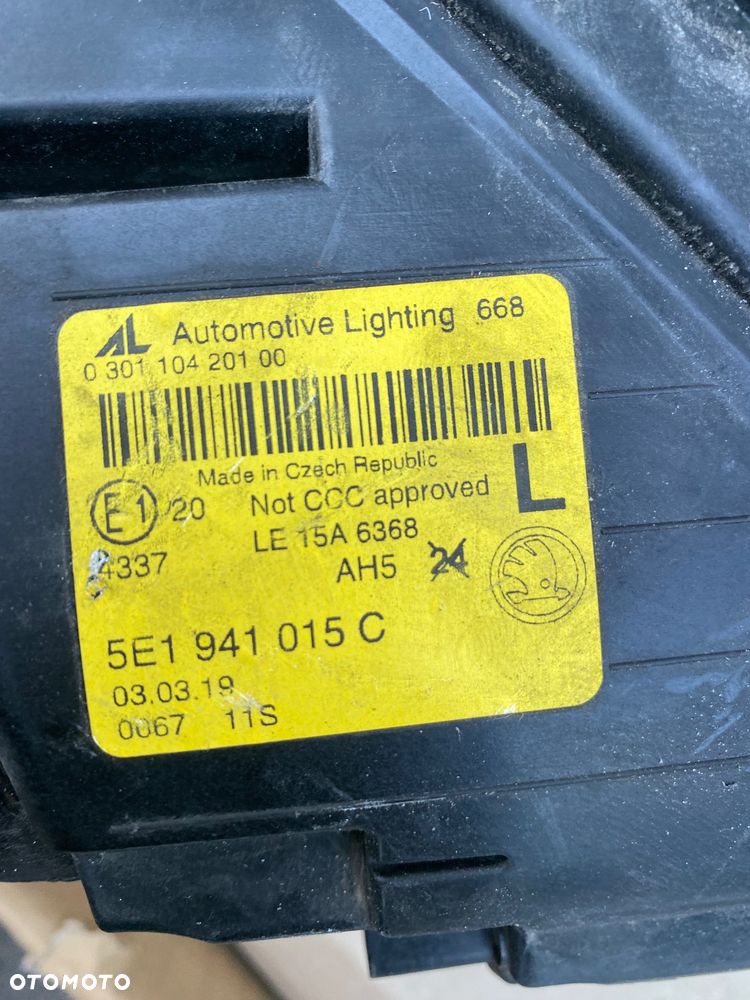 AL Automotive Lighting 668
0 301 104 201 00
Made in Czech Republic
E1 20 Not CCC approved L
LE 15A 6368
4337
AH5 24
5E1 941 015 C
03.03.19
0067 11S
OTOMOTO